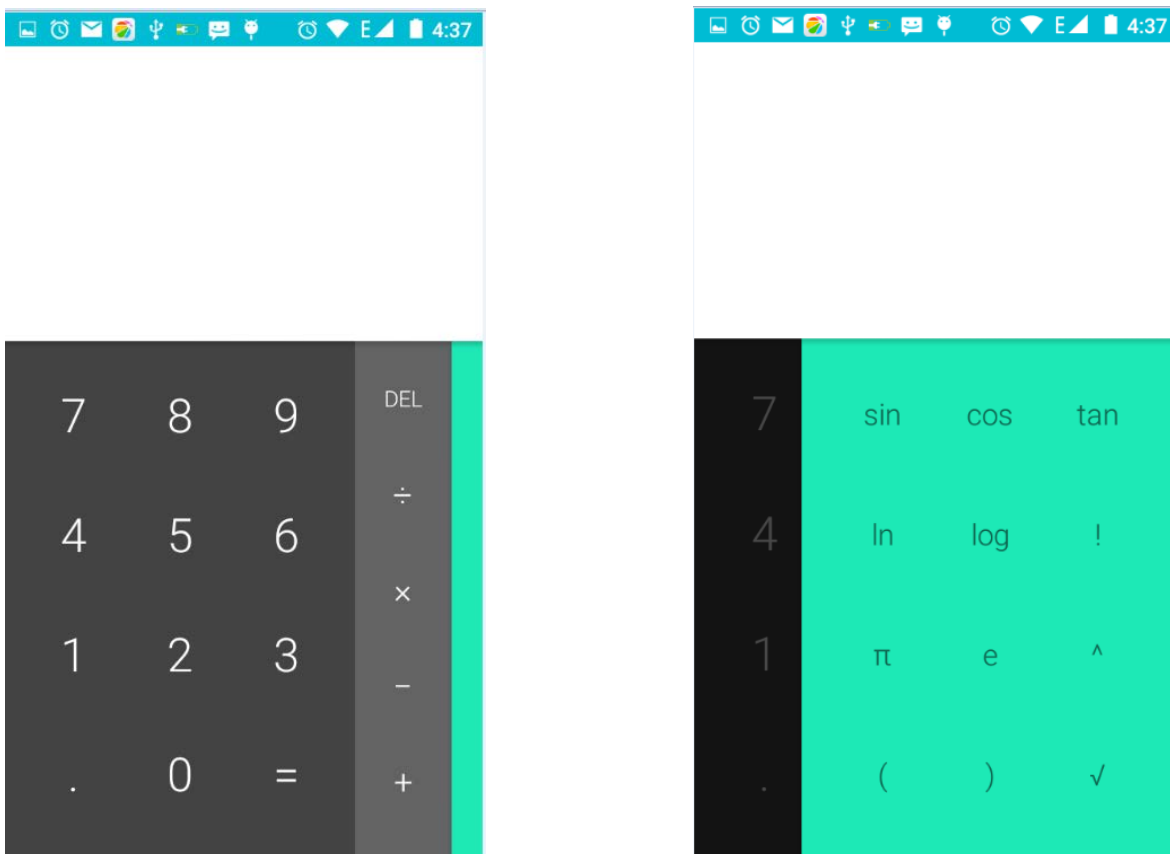 E 4:37
7 8 9 DEL
÷
4 5 6
×
1 2 3
−
. 0 = +
E 4:37
7 sin cos tan
4 ln log !
1 π e ^
. ( ) √